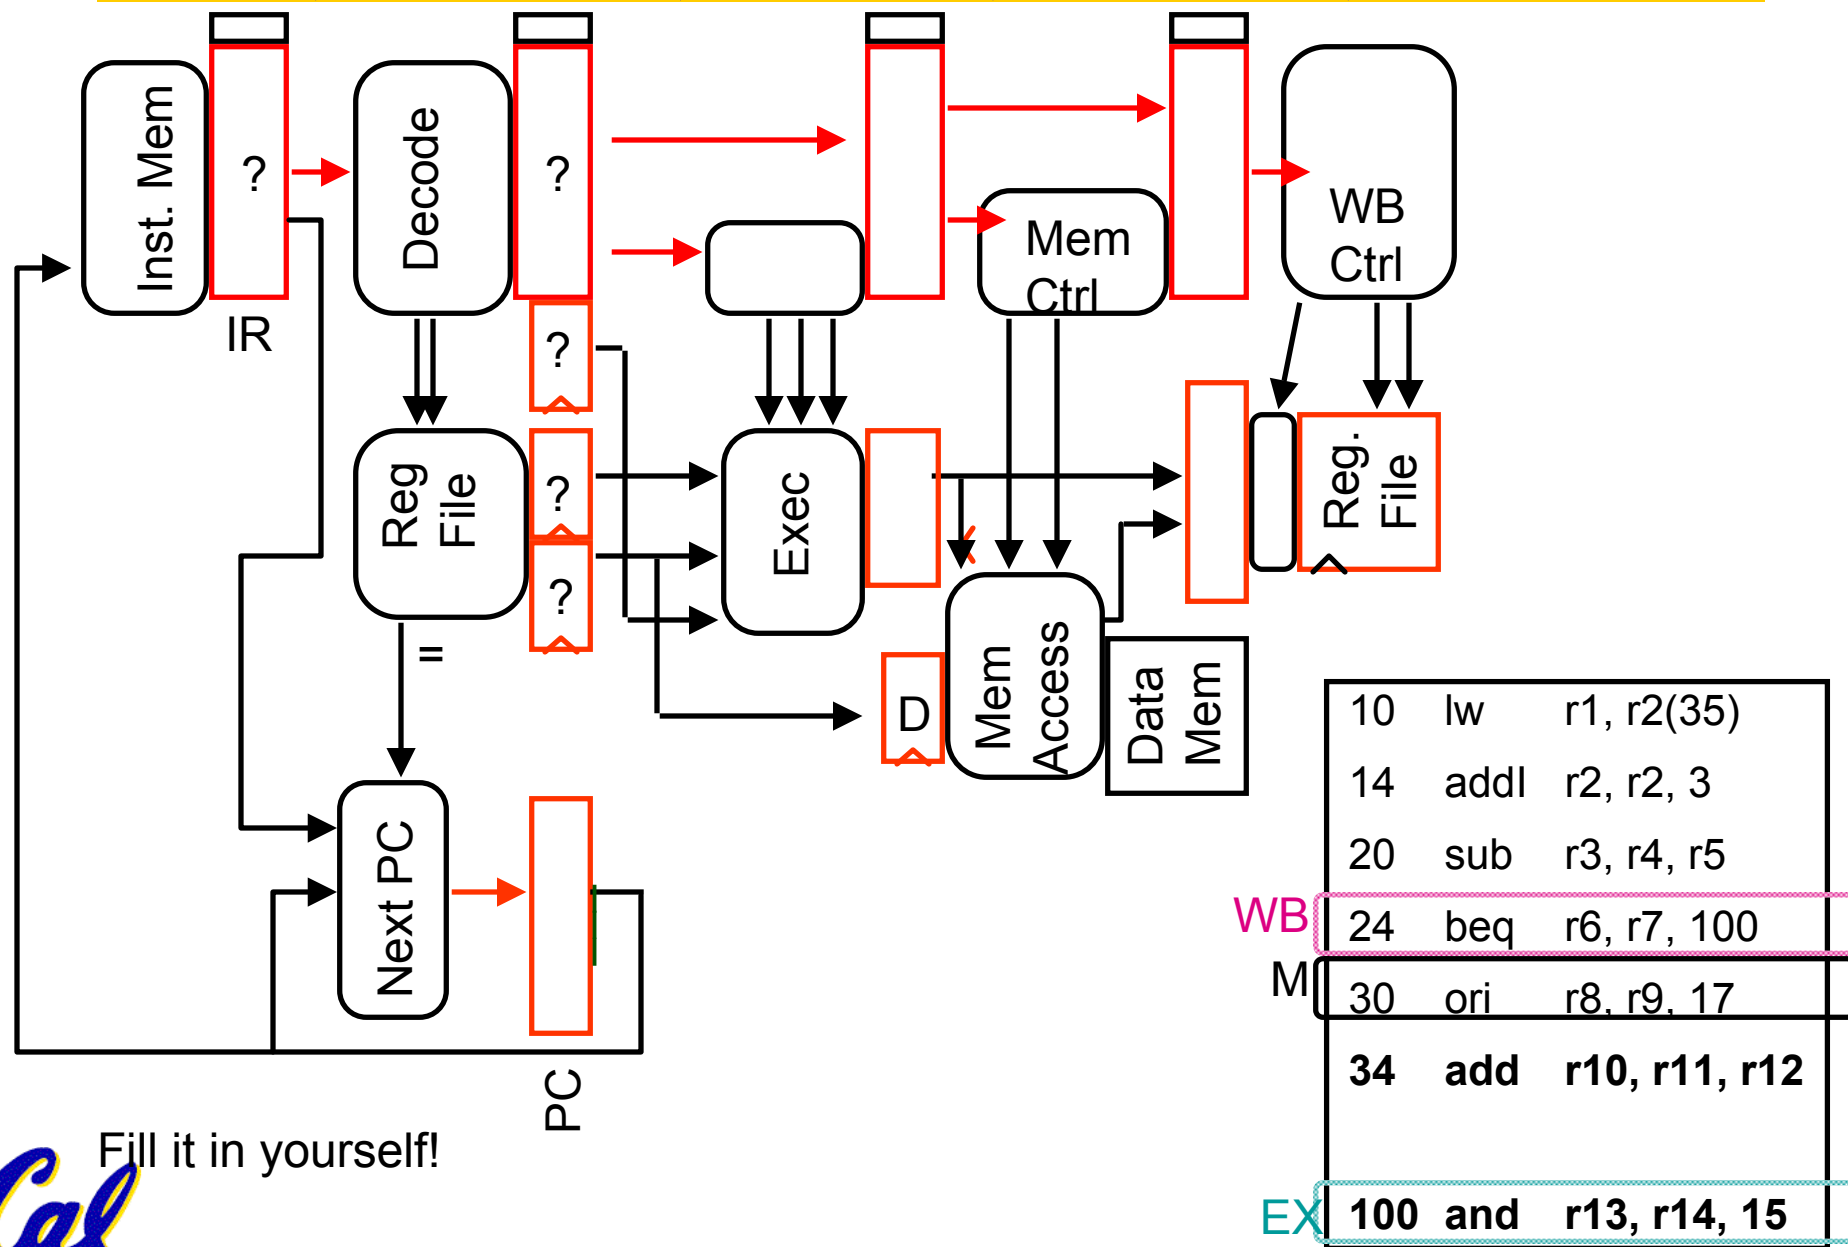 Inst. Mem
?
IR
Decode
?
?
Reg
File
?
?
=
Next PC
PC
Exec
Mem
Ctrl
D
Mem
Access
Data
Mem
WB
Ctrl
Reg.
File
10 lw r1, r2(35)
14 addI r2, r2, 3
20 sub r3, r4, r5
WB 24 beq r6, r7, 100
M 30 ori r8, r9, 17
34 add r10, r11, r12
EX 100 and r13, r14, 15
Fill it in yourself!
Cal